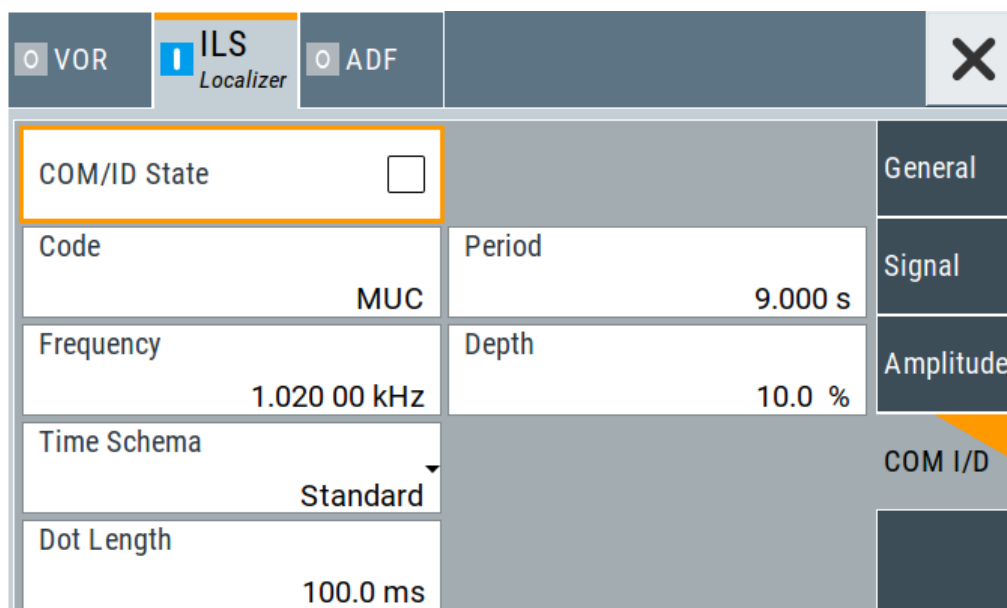 O VOR
I ILS
Localizer
O ADF
COM/ID State
General
Code
MUC
Period
9.000 s
Signal
Frequency
1.020 00 kHz
Depth
10.0 %
Amplitude
Time Schema
Standard
COM I/D
Dot Length
100.0 ms